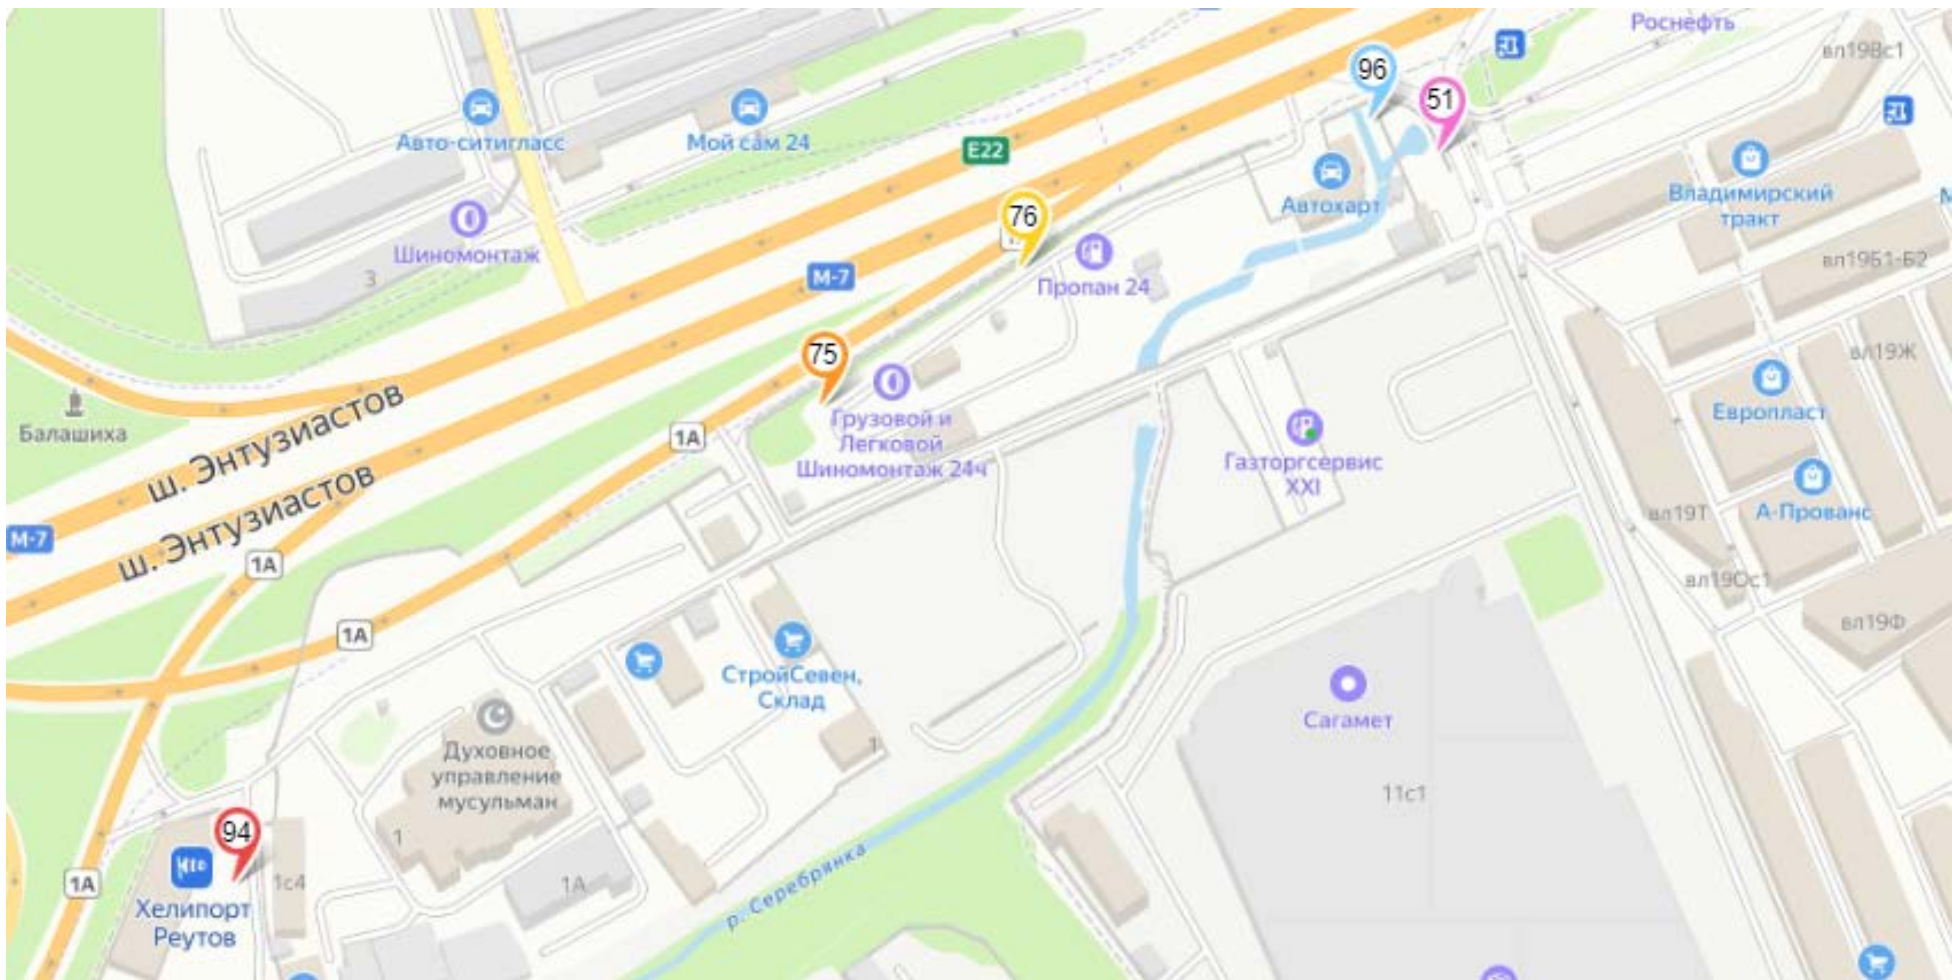 Роснефть
вл19Вс1
96
51
Авто-ситигласс
Мой сам 24
E22
Владимирский
тракт
Автохарт
76
Шиномонтаж
3
М-7
Пропан 24
вл19Б1-Б2
75
вл19Ж
Балашиха
ш. Энтузиастов
1А
Грузовой и
Легковой
Шиномонтаж 24ч
Европласт
Газторгсервис
XXI
ш. Энтузиастов
М-7
1А
вл19Т
А-Прованс
вл19Ос1
1А
вл19Ф
СтройСевен,
Склад
1
Сагамет
Духовное
управление
мусульман
11с1
94
1
1А
1с4
1А
Хелипорт
Реутов
р. Серебрянка